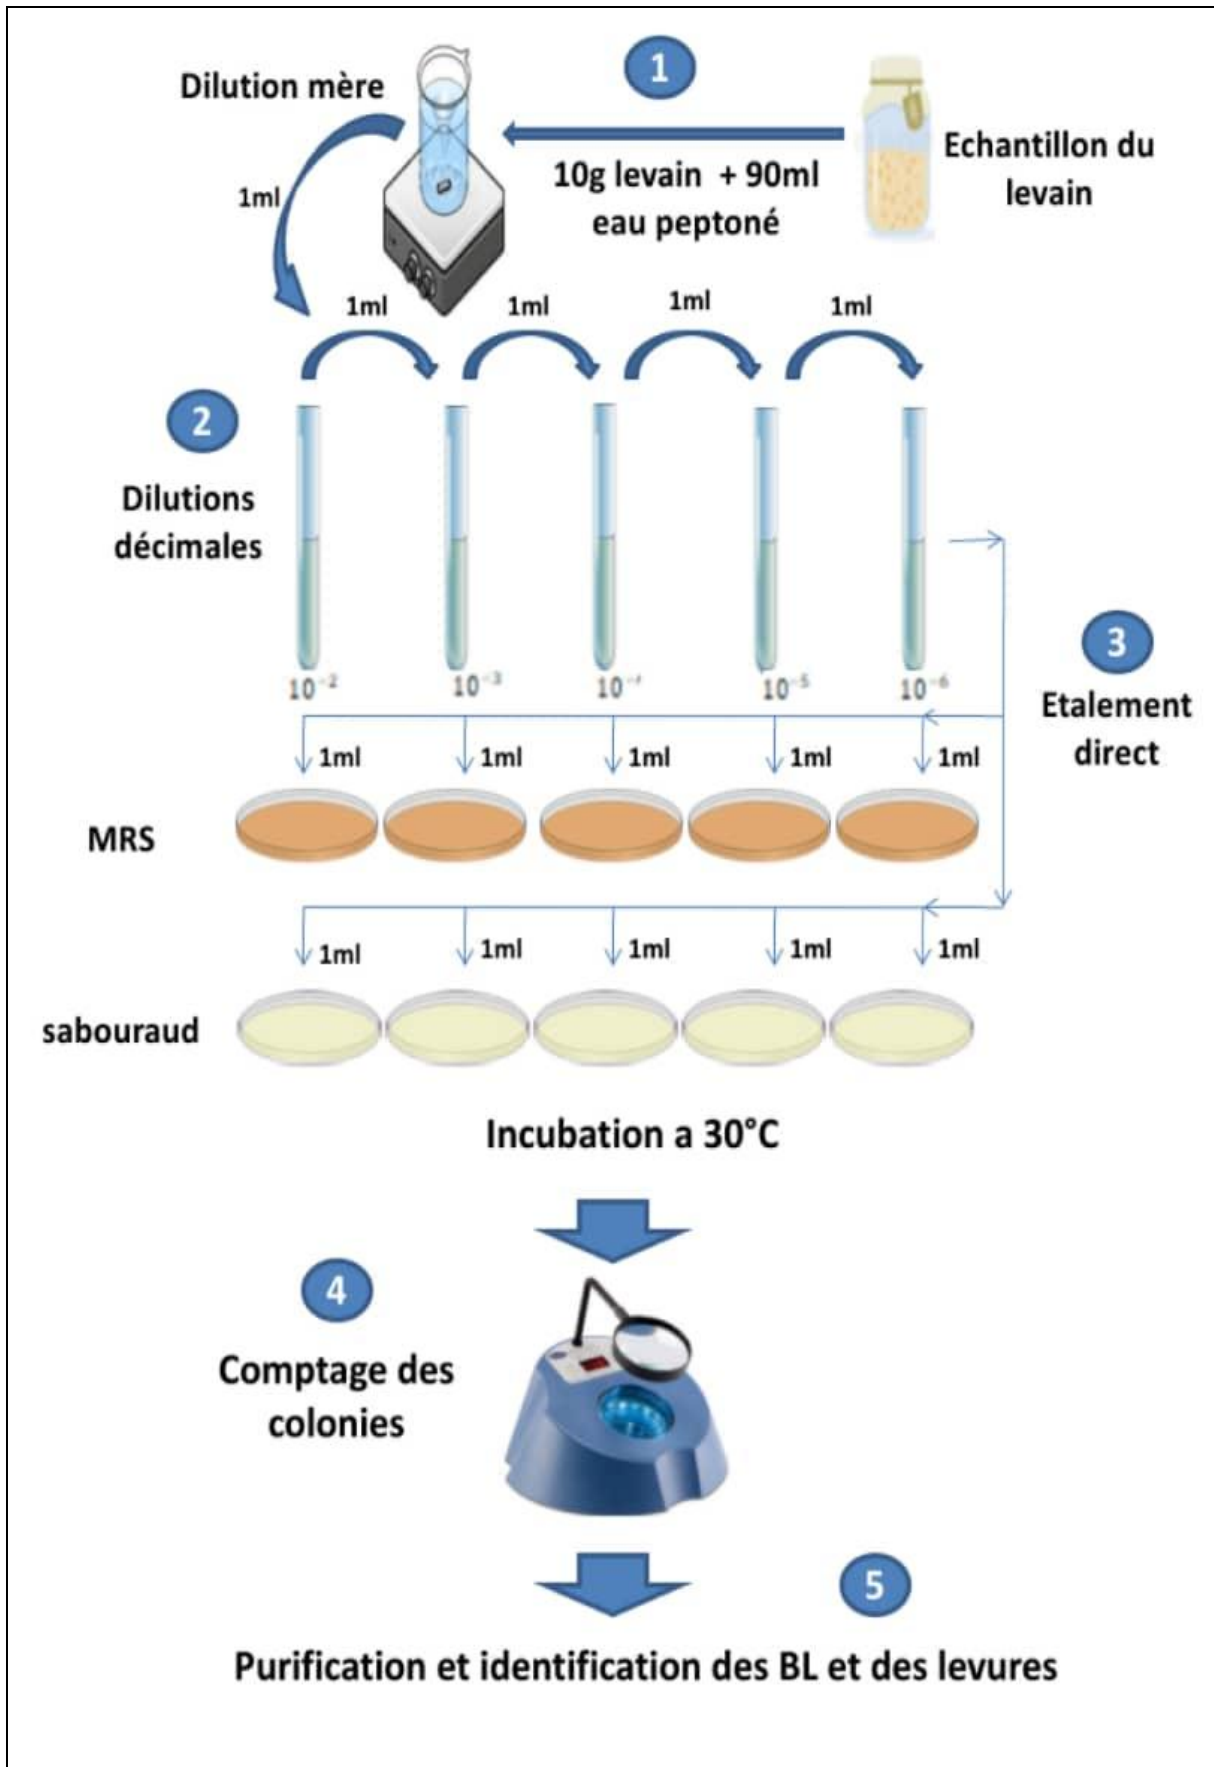 1
Dilution mère
10g levain + 90ml
eau peptoné
Echantillon du
levain
1ml
1ml
1ml
1ml
1ml
2
Dilutions
décimales
10⁻² 10⁻³ 10⁻⁵ 10⁻⁶
3
Etalement
direct
1ml 1ml 1ml 1ml 1ml
MRS
1ml 1ml 1ml 1ml 1ml
sabouraud
Incubation a 30°C
4
Comptage des
colonies
5
Purification et identification des BL et des levures